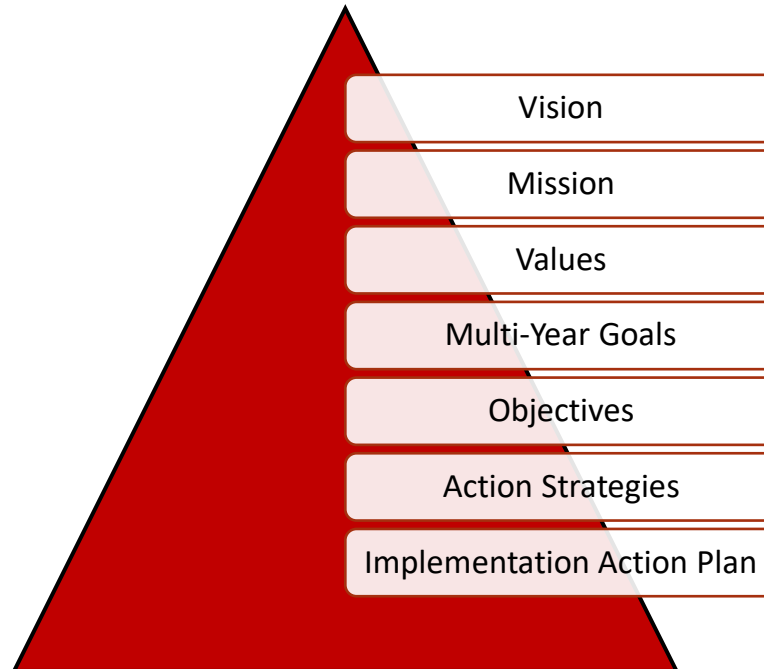 Vision
Mission
Values
Multi-Year Goals
Objectives
Action Strategies
Implementation Action Plan